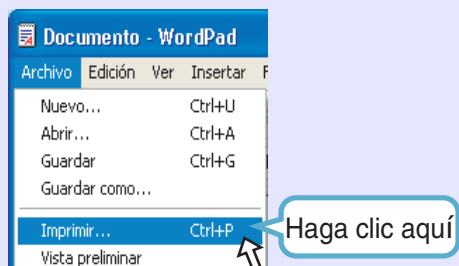 Documento - WordPad
Archivo Edición Ver Insertar F
Nuevo... Ctrl+U
Abrir... Ctrl+A
Guardar Ctrl+G
Guardar como...
Imprimir... Ctrl+P
Haga clic aquí
Vista preliminar